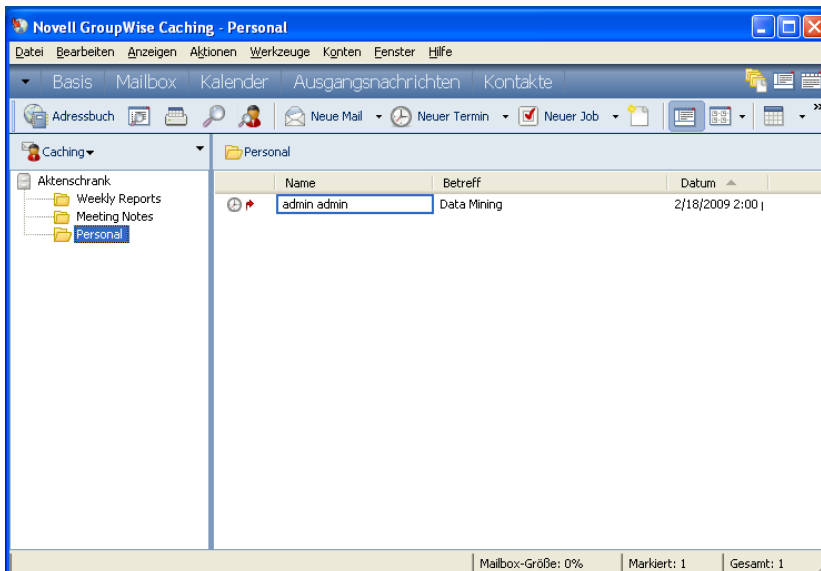 Novell GroupWise Caching - Personal
Datei Bearbeiten Anzeigen Aktionen Werkzeuge Konten Fenster Hilfe
Basis Mailbox Kalender Ausgangsnachrichten Kontakte
Adressbuch Neue Mail Neuer Termin Neuer Job
Caching Personal
Aktenschrank
Weekly Reports
Meeting Notes
Personal
Name Betreff Datum
admin admin Data Mining 2/18/2009 2:00
Mailbox-Größe: 0% Markiert: 1 Gesamt: 1